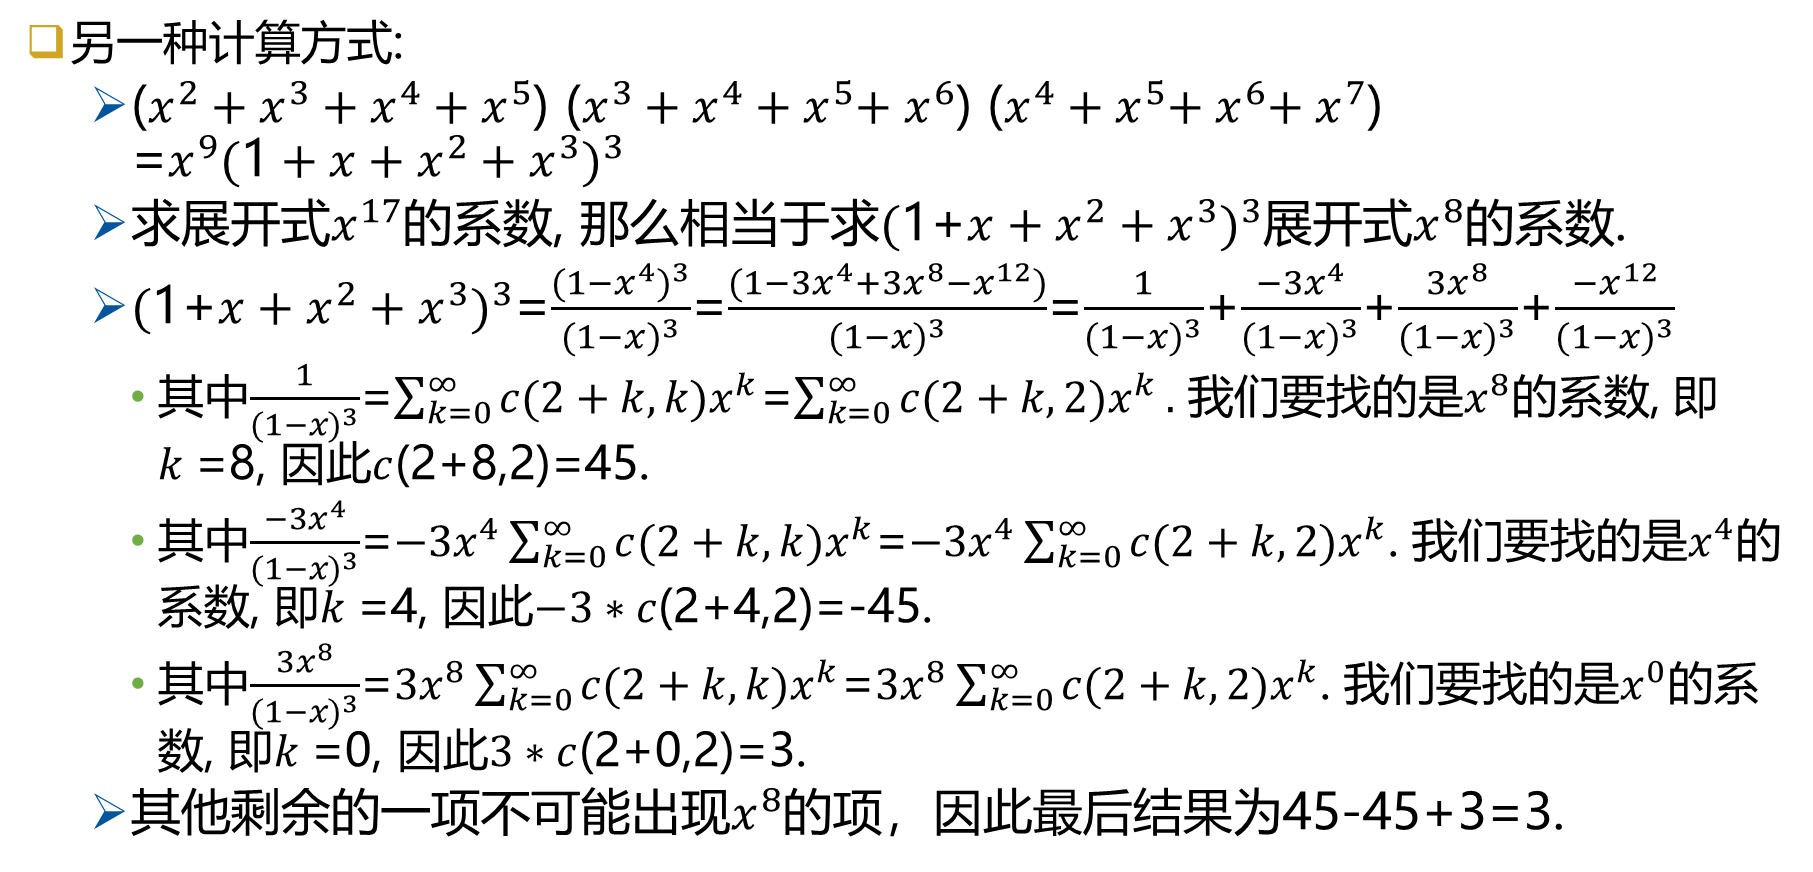 另一种计算方式:
(x² + x³ + x⁴ + x⁵) (x³ + x⁴ + x⁵+ x⁶) (x⁴ + x⁵+ x⁶+ x⁷)
=x⁹(1 + x + x² + x³)³
求展开式x¹⁷的系数, 那么相当于求(1+x + x² + x³)³展开式x⁸的系数.
(1+x + x² + x³)³=\frac{(1−x⁴)³}{(1−x)³}=\frac{(1−3x⁴+3x⁸−x¹²)}{(1−x)³}=\frac{1}{(1−x)³}+\frac{−3x⁴}{(1−x)³}+\frac{3x⁸}{(1−x)³}+\frac{−x¹²}{(1−x)³}
• 其中\frac{1}{(1−x)³}=∑_{k=0}^{∞} c(2 + k, k)x^k=∑_{k=0}^{∞} c(2 + k, 2)x^k . 我们要找的是x⁸的系数, 即
k =8, 因此c(2+8,2)=45.
• 其中\frac{−3x⁴}{(1−x)³}=−3x⁴ ∑_{k=0}^{∞} c(2 + k, k)x^k=−3x⁴ ∑_{k=0}^{∞} c(2 + k, 2)x^k. 我们要找的是x⁴的
系数, 即k =4, 因此−3 ∗ c(2+4,2)=-45.
• 其中\frac{3x⁸}{(1−x)³}=3x⁸ ∑_{k=0}^{∞} c(2 + k, k)x^k=3x⁸ ∑_{k=0}^{∞} c(2 + k, 2)x^k. 我们要找的是x⁰的系
数, 即k =0, 因此3 ∗ c(2+0,2)=3.
其他剩余的一项不可能出现x⁸的项，因此最后结果为45-45+3=3.